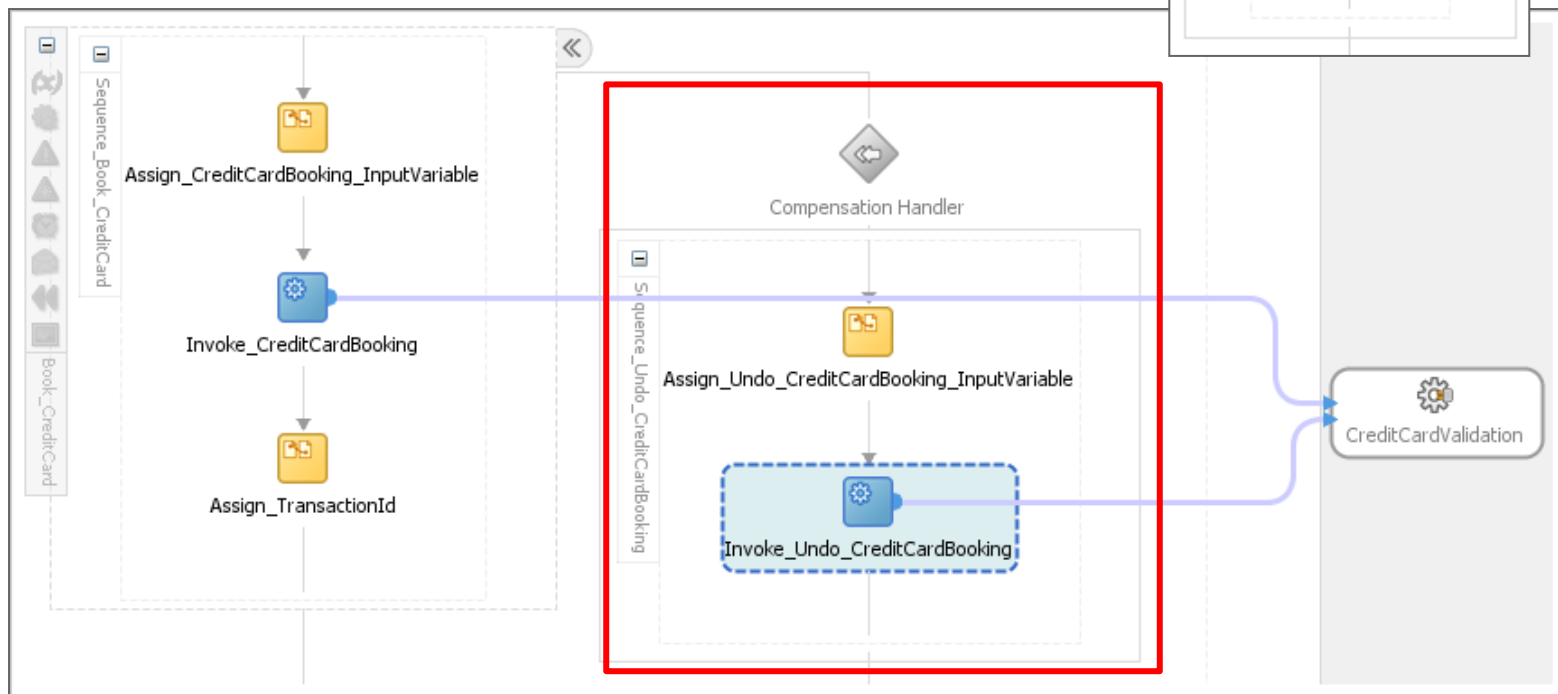 Sequence_Book_CreditCard
Book_CreditCard
Assign_CreditCardBooking_InputVariable
Invoke_CreditCardBooking
Assign_TransactionId
Compensation Handler
Sequence_Undo_CreditCardBooking
Assign_Undo_CreditCardBooking_InputVariable
Invoke_Undo_CreditCardBooking
CreditCardValidation